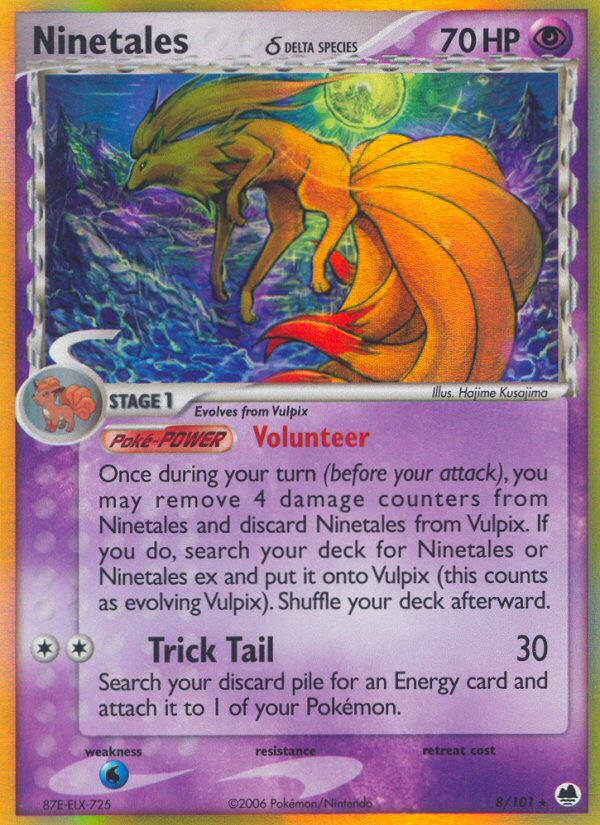 Ninetales δ DELTA SPECIES 70 HP
Illus. Hajime Kusajima
STAGE 1
Evolves from Vulpix
Poké-POWER Volunteer
Once during your turn (before your attack), you
may remove 4 damage counters from
Ninetales and discard Ninetales from Vulpix. If
you do, search your deck for Ninetales or
Ninetales ex and put it onto Vulpix (this counts
as evolving Vulpix). Shuffle your deck afterward.
Trick Tail 30
Search your discard pile for an Energy card and
attach it to 1 of your Pokémon.
weakness resistance retreat cost
87E-ELX-725 ©2006 Pokémon/Nintendo 8/101 ★